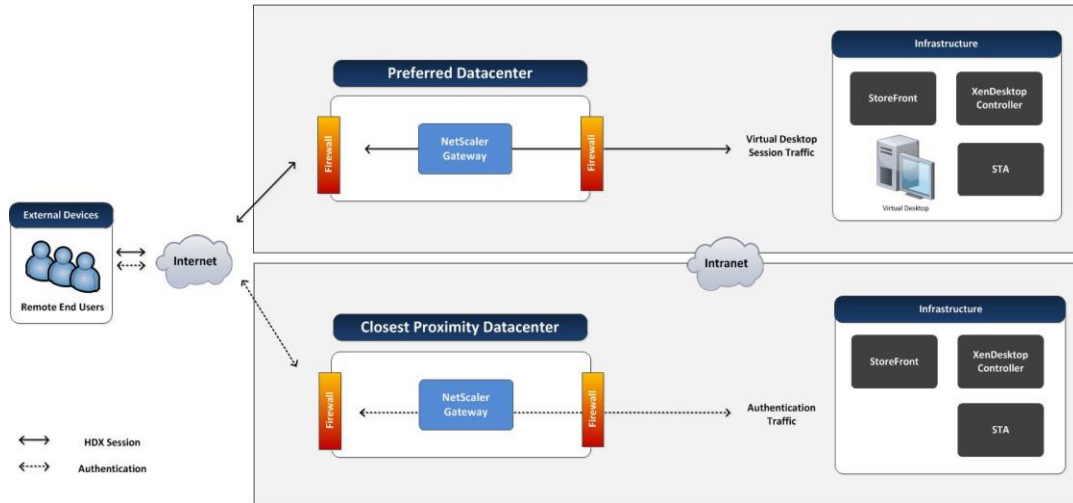 Infrastructure
Preferred Datacenter
StoreFront
XenDesktop
Controller
Firewall
NetScaler
Gateway
Firewall
Virtual Desktop
Session Traffic
STA
Virtual Desktop
External Devices
Internet
Remote End Users
Intranet
Infrastructure
Closest Proximity Datacenter
StoreFront
XenDesktop
Controller
Firewall
NetScaler
Gateway
Firewall
Authentication
Traffic
STA
HDX Session
Authentication